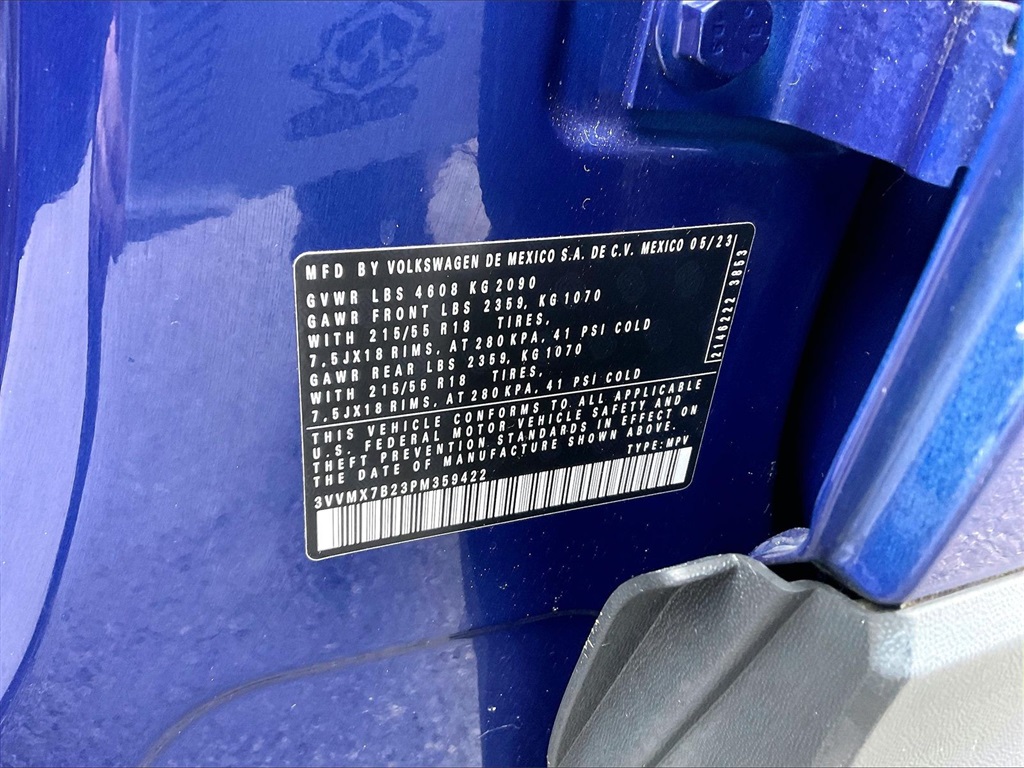 MFD BY VOLKSWAGEN DE MEXICO S.A. DE C.V. MEXICO 05/23
GVWR LBS 4608 KG 2090
GAWR FRONT LBS 2359, KG 1070
WITH 215/55 R18 TIRES,
7,5JX18 RIMS, AT 280 KPA, 41 PSI COLD
GAWR REAR LBS 2359, KG 1070
WITH 215/55 R18 TIRES,
7,5JX18 RIMS, AT 280 KPA, 41 PSI COLD
2146222 3863
THIS VEHICLE CONFORMS TO ALL APPLICABLE
U.S. FEDERAL MOTOR VEHICLE SAFETY AND
THEFT PREVENTION STANDARDS IN EFFECT ON
THE DATE OF MANUFACTURE SHOWN ABOVE.
TYPE: MPV
3VVMX7B23PM359422